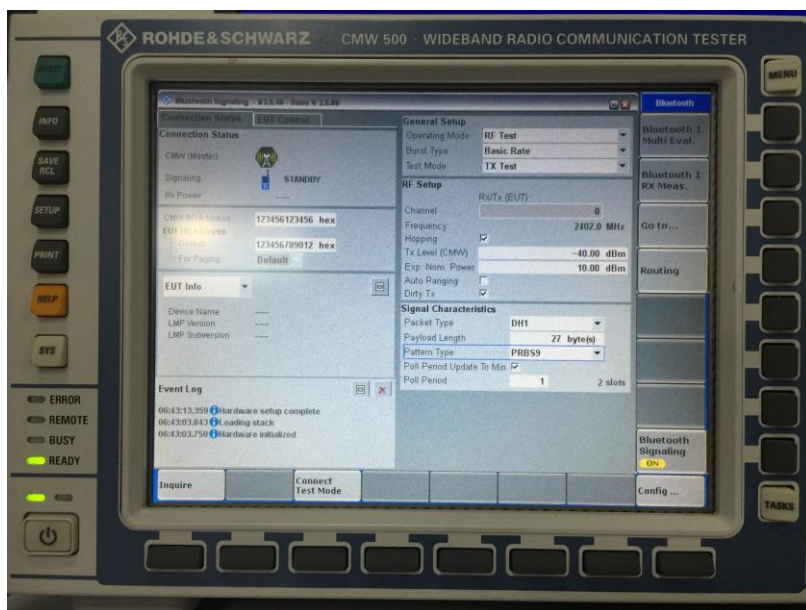 ROHDE&SCHWARZ CMW 500 · WIDEBAND RADIO COMMUNICATION TESTER
RESET
INFO
SAVE
RCL
SETUP
PRINT
HELP
SYS
ERROR
REMOTE
BUSY
READY
Bluetooth Signaling - V3.5.40 - Base V 3.5.80
Connection Status
EUT Control
Connection Status
CMW (Master)
Signaling
STANDBY
Rx Power
---
CMW BD Address
123456123456 hex
EUT BD Address
Default
123456789012 hex
For Paging
Default
EUT Info
Device Name
---
LMP Version
---
LMP Subversion
---
Event Log
06:43:13.359 Hardware setup complete
06:43:03.843 Loading stack
06:43:03.750 Hardware initialized
General Setup
Operating Mode RF Test
Burst Type Basic Rate
Test Mode TX Test
RF Setup
Rx/Tx (EUT)
Channel 0
Frequency 2402.0 MHz
Hopping
Tx Level (CMW) -40.00 dBm
Exp. Nom. Power 10.00 dBm
Auto Ranging
Dirty Tx
Signal Characteristics
Packet Type DH1
Payload Length 27 byte(s)
Pattern Type PRBS9
Poll Period Update To Min
Poll Period 1 2 slots
Bluetooth
Bluetooth 1
Multi Eval.
Bluetooth 1
RX Meas.
Go to...
Routing
Bluetooth
Signaling
ON
Inquire
Connect
Test Mode
Config ...
MENU
TASKS